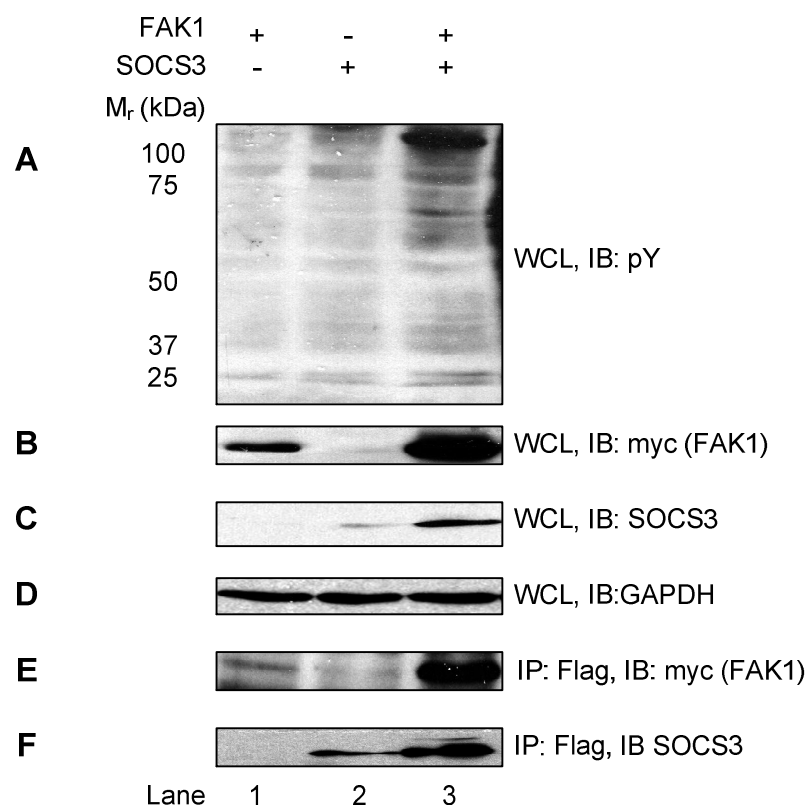 FAK1 + - +
SOCS3 - + +
Mr (kDa)
A
100
75
WCL, IB: pY
50
37
25
B WCL, IB: myc (FAK1)
C WCL, IB: SOCS3
D WCL, IB:GAPDH
E IP: Flag, IB: myc (FAK1)
F IP: Flag, IB SOCS3
Lane 1 2 3